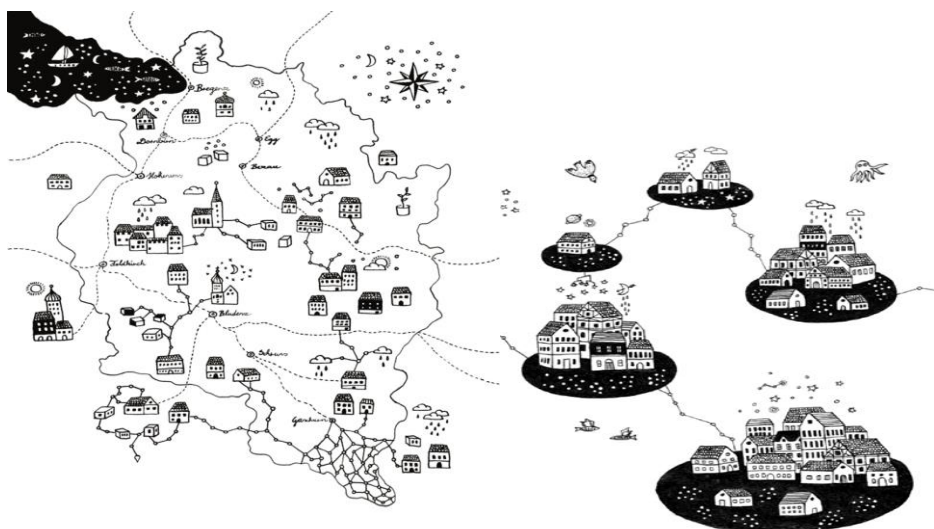 Bregenz
Dornbirn
Egg
Bezau
Hohenems
Feldkirch
Bludenz
Schruns
Gaschurn